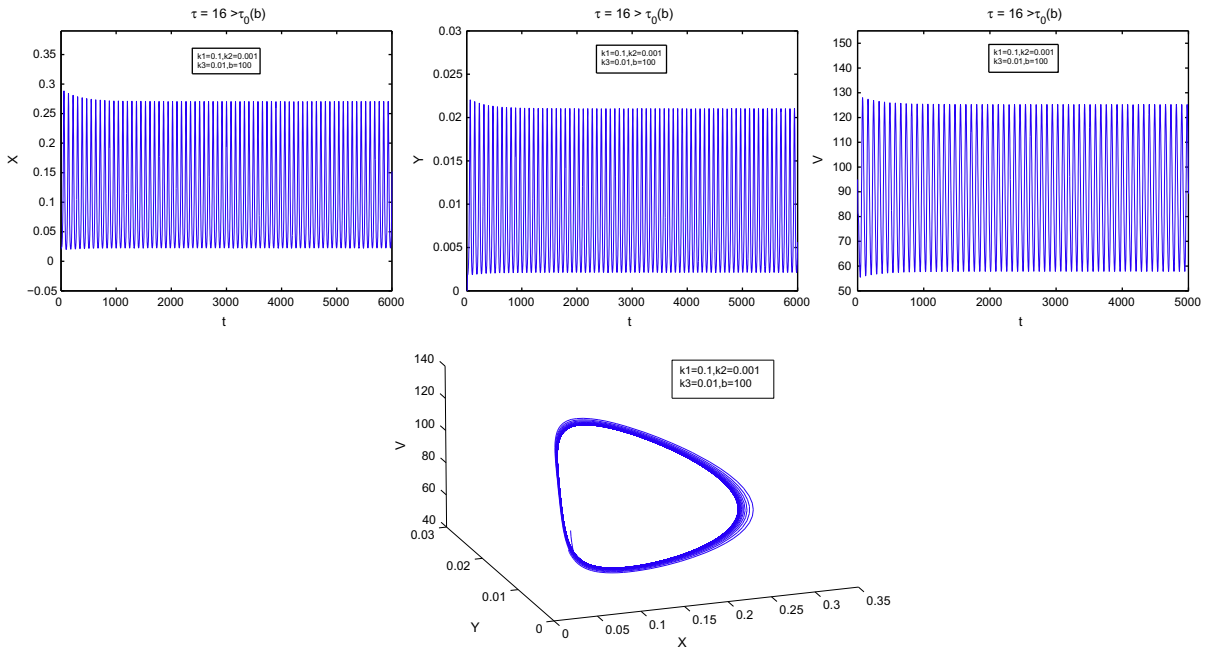 τ = 16 >τ0(b)
0.35
0.3
0.25
0.2
0.15
0.1
0.05
0
−0.05
X
k1=0.1,k2=0.001
k3=0.01,b=100
0 1000 2000 3000 4000 5000 6000
t
τ = 16 >τ0(b)
0.03
0.025
0.02
0.015
0.01
0.005
0
Y
k1=0.1,k2=0.001
k3=0.01,b=100
0 1000 2000 3000 4000 5000 6000
t
τ = 16 >τ0(b)
150
140
130
120
110
100
90
80
70
60
50
V
k1=0.1,k2=0.001
k3=0.01,b=100
0 1000 2000 3000 4000 5000
t
140
120
100
80
60
40
V
k1=0.1,k2=0.001
k3=0.01,b=100
0.03
0.02
0.01
0
Y
0 0.05 0.1 0.15 0.2 0.25 0.3 0.35
X